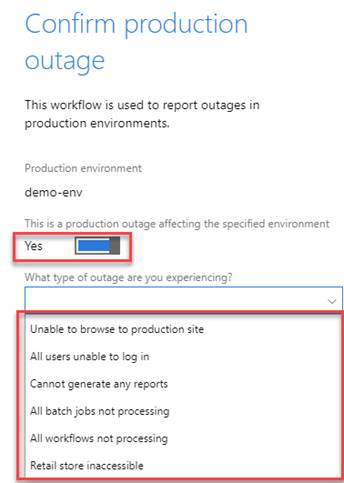 Confirm production
outage
This workflow is used to report outages in
production environments.
Production environment
demo-env
This is a production outage affecting the specified environment
Yes
What type of outage are you experiencing?
Unable to browse to production site
All users unable to log in
Cannot generate any reports
All batch jobs not processing
All workflows not processing
Retail store inaccessible